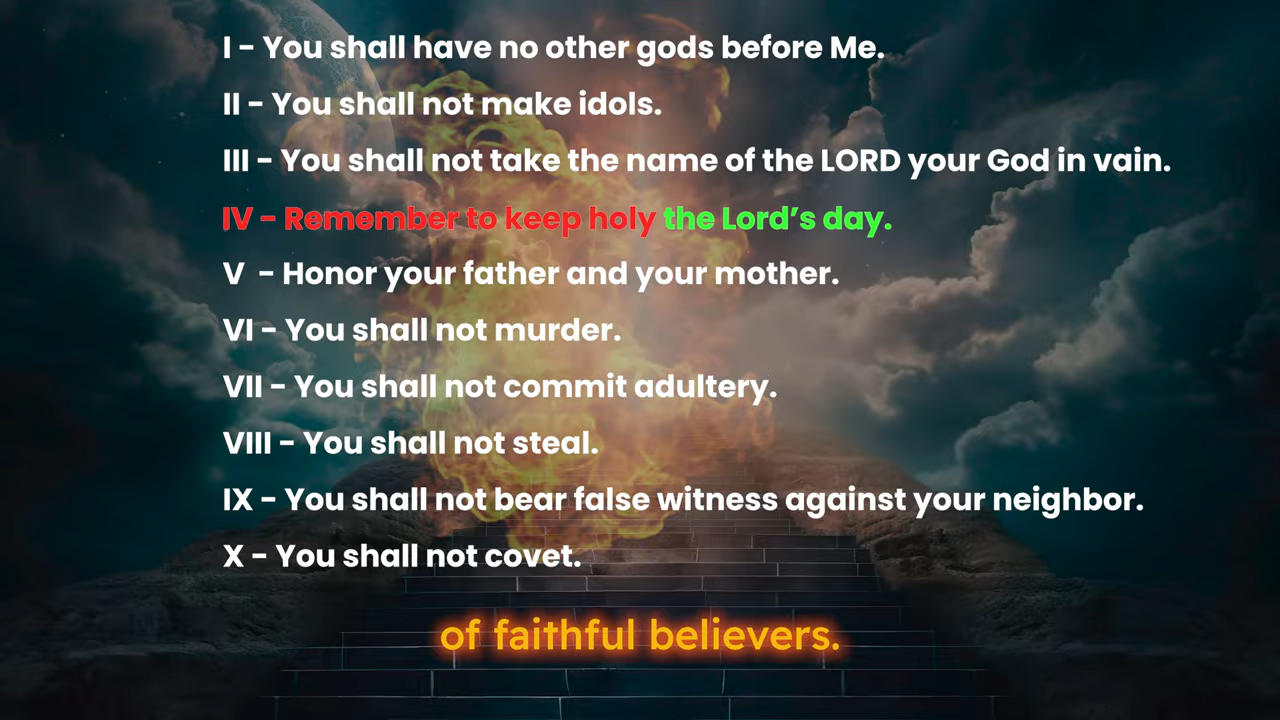 I – You shall have no other gods before Me.
II – You shall not make idols.
III – You shall not take the name of the LORD your God in vain.
IV – Remember to keep holy the Lord’s day.
V – Honor your father and your mother.
VI – You shall not murder.
VII – You shall not commit adultery.
VIII – You shall not steal.
IX – You shall not bear false witness against your neighbor.
X – You shall not covet.
of faithful believers.